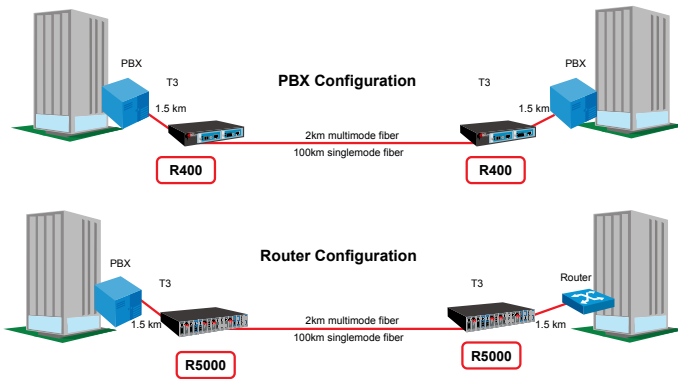 PBX
T3
1.5 km
PBX Configuration
T3
PBX
1.5 km
2km multimode fiber
100km singlemode fiber
R400
R400
Router Configuration
PBX
T3
1.5 km
T3
Router
1.5 km
2km multimode fiber
100km singlemode fiber
R5000
R5000